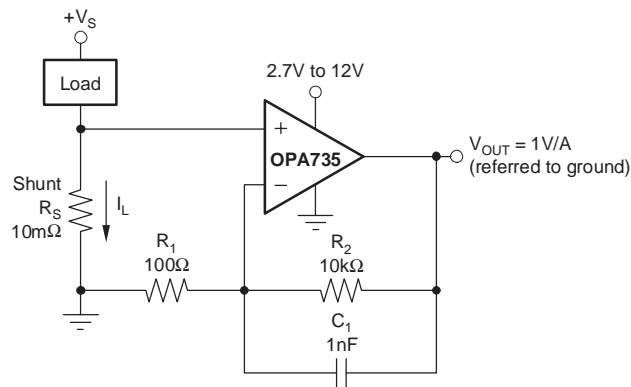 +V_S
Load
2.7V to 12V
+
OPA735
−
V_OUT = 1V/A
(referred to ground)
Shunt
R_S
10mΩ
I_L
R_1
100Ω
R_2
10kΩ
C_1
1nF